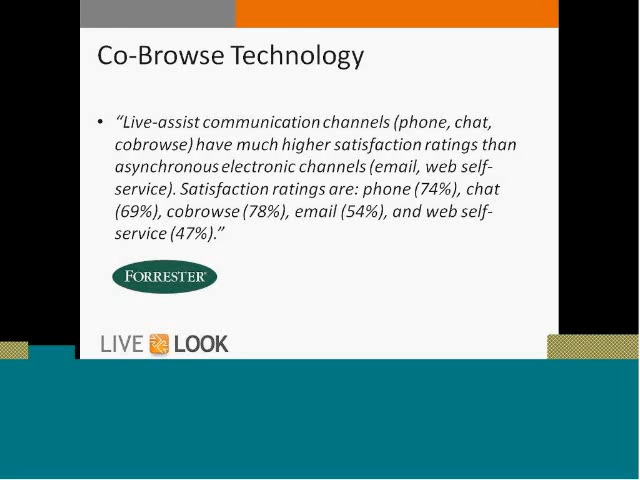 Co-Browse Technology
• “Live-assist communication channels (phone, chat,
cobrowse) have much higher satisfaction ratings than
asynchronous electronic channels (email, web self-
service). Satisfaction ratings are: phone (74%), chat
(69%), cobrowse (78%), email (54%), and web self-
service (47%).”
FORRESTER®
LIVE LOOK